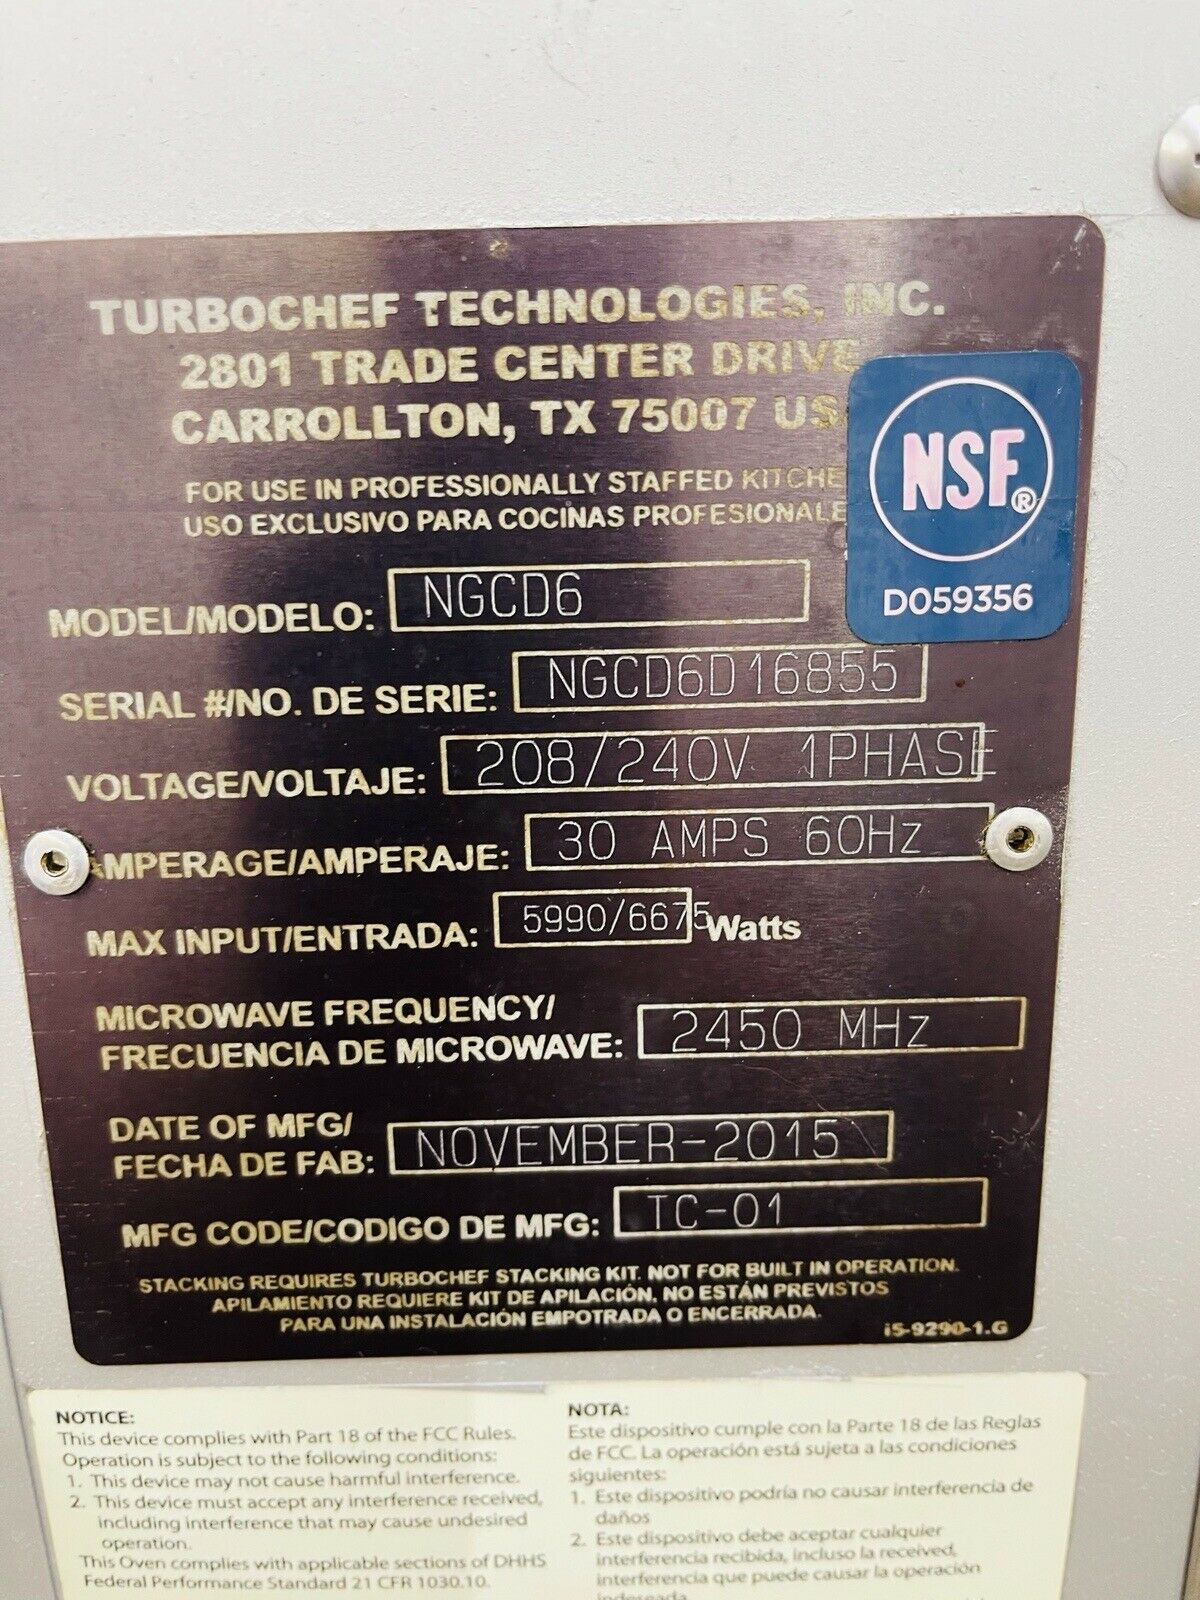 TURBOCHEF TECHNOLOGIES, INC.
2801 TRADE CENTER DRIVE
CARROLLTON, TX 75007 US
FOR USE IN PROFESSIONALLY STAFFED KITCHE
USO EXCLUSIVO PARA COCINAS PROFESIONALE
NSF®
D059356
MODEL/MODELO: NGCD6
SERIAL #/NO. DE SERIE: NGCD6D16855
VOLTAGE/VOLTAJE: 208/240V 1PHASE
AMPERAGE/AMPERAJE: 30 AMPS 60Hz
MAX INPUT/ENTRADA: 5990/6675 Watts
MICROWAVE FREQUENCY/
FRECUENCIA DE MICROWAVE: 2450 MHz
DATE OF MFG/
FECHA DE FAB: NOVEMBER-2015
MFG CODE/CODIGO DE MFG: TC-01
STACKING REQUIRES TURBOCHEF STACKING KIT. NOT FOR BUILT IN OPERATION.
APILAMIENTO REQUIERE KIT DE APILACIÓN. NO ESTÁN PREVISTOS
PARA UNA INSTALACIÓN EMPOTRADA O ENCERRADA.
i5-9290-1.G
NOTICE:
This device complies with Part 18 of the FCC Rules.
Operation is subject to the following conditions:
1. This device may not cause harmful interference.
2. This device must accept any interference received,
including interference that may cause undesired
operation.
This Oven complies with applicable sections of DHHS
Federal Performance Standard 21 CFR 1030.10.
NOTA:
Este dispositivo cumple con la Parte 18 de las Reglas
de FCC. La operación está sujeta a las condiciones
siguientes:
1. Este dispositivo podría no causar interferencia de
daños
2. Este dispositivo debe aceptar cualquier
interferencia recibida, incluso la received,
interferencia que puede causar la operación
indeseada.